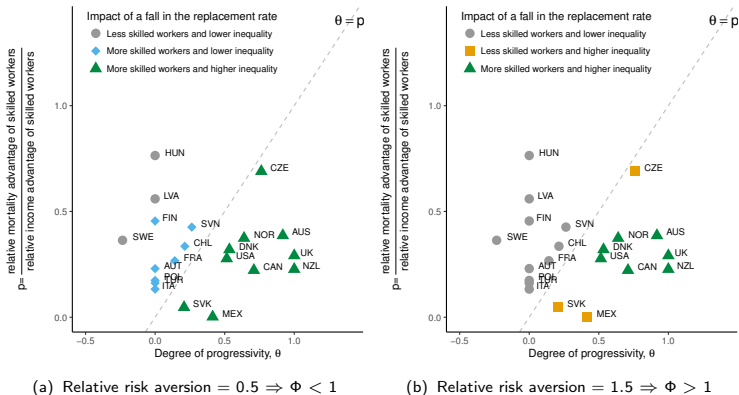 Impact of a fall in the replacement rate
Less skilled workers and lower inequality
More skilled workers and lower inequality
More skilled workers and higher inequality
θ = p
p= relative mortality advantage of skilled workers
relative income advantage of skilled workers
1.0
0.5
0.0
HUN
CZE
LVA
FIN
SVN
SWE
NOR
AUS
CHL
DNK
FRA
USA
UK
AUT
CAN
NZL
POL
TUR
ITA
SVK
MEX
−0.5 0.0 0.5 1.0
Degree of progressivity, θ
(a) Relative risk aversion = 0.5 ⇒ Φ < 1
Impact of a fall in the replacement rate
Less skilled workers and lower inequality
Less skilled workers and higher inequality
More skilled workers and higher inequality
θ = p
p= relative mortality advantage of skilled workers
relative income advantage of skilled workers
1.0
0.5
0.0
HUN
CZE
LVA
FIN
SVN
SWE
NOR
AUS
CHL
DNK
FRA
USA
UK
AUT
CAN
NZL
POL
TUR
ITA
SVK
MEX
−0.5 0.0 0.5 1.0
Degree of progressivity, θ
(b) Relative risk aversion = 1.5 ⇒ Φ > 1